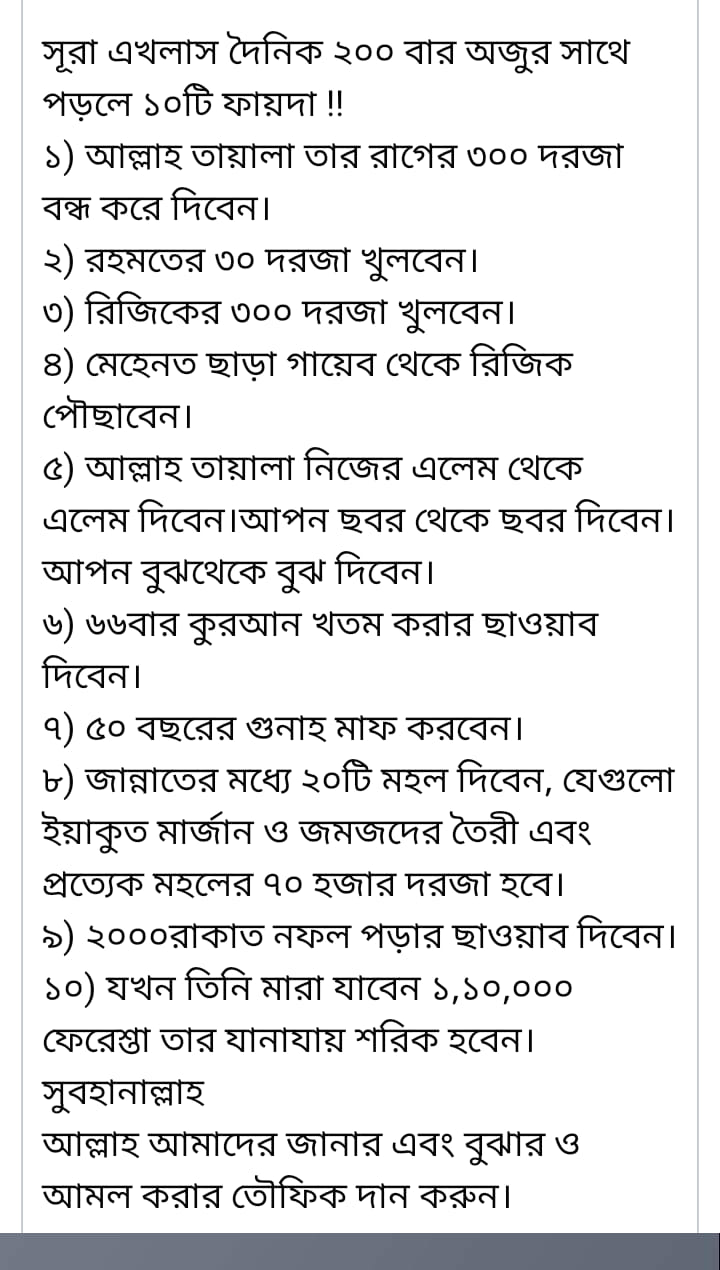 সূরা এখলাস দৈনিক ২০০ বার অজুর সাথে
পড়লে ১০টি ফায়দা !!
১) আল্লাহ তায়ালা তার রাগের ৩০০ দরজা
বন্ধ করে দিবেন।
২) রহমতের ৩০ দরজা খুলবেন।
৩) রিজিকের ৩০০ দরজা খুলবেন।
৪) মেহেনত ছাড়া গায়েব থেকে রিজিক
পৌছাবেন।
৫) আল্লাহ তায়ালা নিজের এলেম থেকে
এলেম দিবেন।আপন ছবর থেকে ছবর দিবেন।
আপন বুঝথেকে বুঝ দিবেন।
৬) ৬৬বার কুরআন খতম করার ছাওয়াব
দিবেন।
৭) ৫০ বছরের গুনাহ মাফ করবেন।
৮) জান্নাতের মধ্যে ২০টি মহল দিবেন, যেগুলো
ইয়াকুত মার্জান ও জমজদের তৈরী এবং
প্রত্যেক মহলের ৭০ হজার দরজা হবে।
৯) ২০০০রাকাত নফল পড়ার ছাওয়াব দিবেন।
১০) যখন তিনি মারা যাবেন ১,১০,০০০
ফেরেশ্তা তার যানাযায় শরিক হবেন।
সুবহানাল্লাহ
আল্লাহ আমাদের জানার এবং বুঝার ও
আমল করার তৌফিক দান করুন।